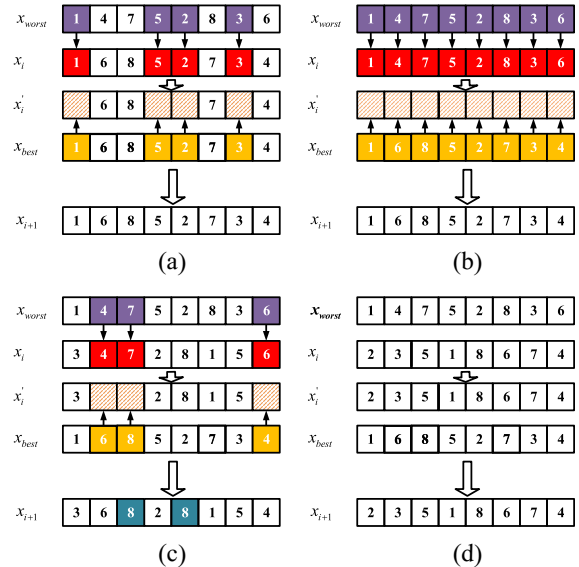 x_worst 1 4 7 5 2 8 3 6
x_i 1 6 8 5 2 7 3 4
x_i' 6 8 7 4
x_best 1 6 8 5 2 7 3 4
x_i+1 1 6 8 5 2 7 3 4
(a)
x_worst 1 4 7 5 2 8 3 6
x_i 1 4 7 5 2 8 3 6
x_i'
x_best 1 6 8 5 2 7 3 4
x_i+1 1 6 8 5 2 7 3 4
(b)
x_worst 1 4 7 5 2 8 3 6
x_i 3 4 7 2 8 1 5 6
x_i' 3 2 8 1 5
x_best 1 6 8 5 2 7 3 4
x_i+1 3 6 8 2 8 1 5 4
(c)
x_worst 1 4 7 5 2 8 3 6
x_i 2 3 5 1 8 6 7 4
x_i' 2 3 5 1 8 6 7 4
x_best 1 6 8 5 2 7 3 4
x_i+1 2 3 5 1 8 6 7 4
(d)